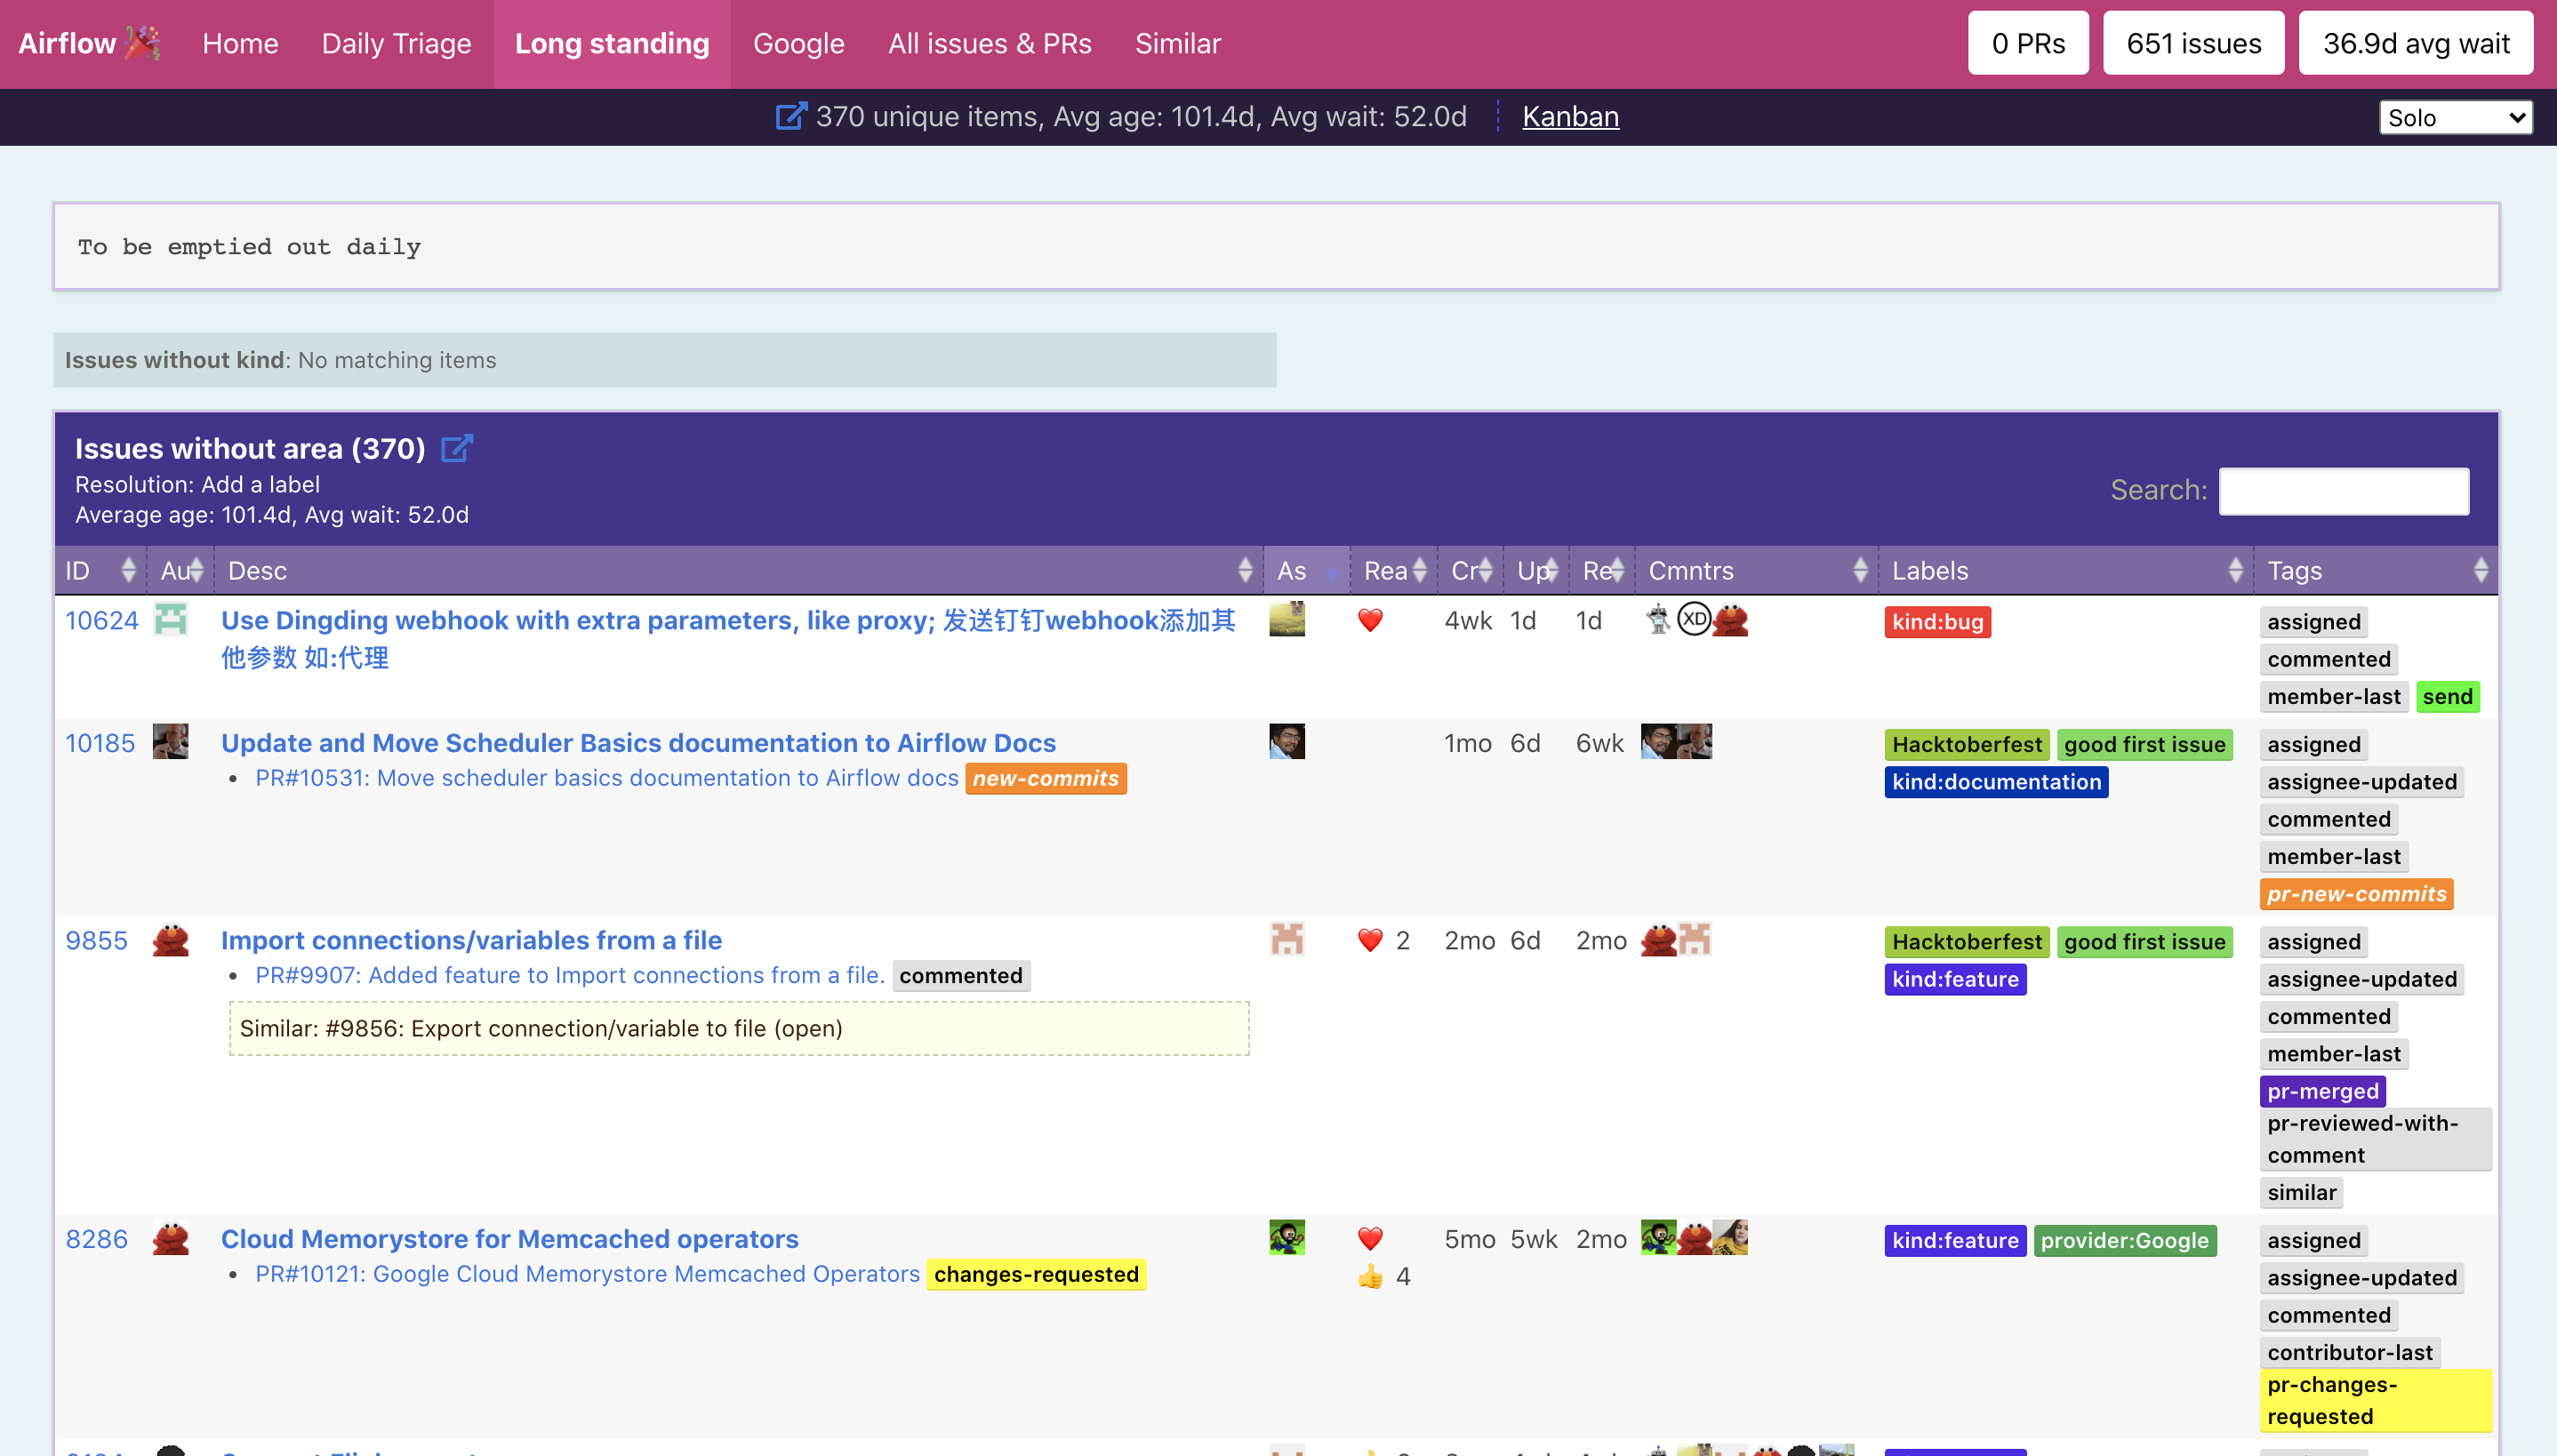 Airflow Home Daily Triage Long standing Google All issues & PRs Similar 0 PRs 651 issues 36.9d avg wait
370 unique items, Avg age: 101.4d, Avg wait: 52.0d Kanban Solo
To be emptied out daily
Issues without kind: No matching items
Issues without area (370)
Resolution: Add a label
Average age: 101.4d, Avg wait: 52.0d
Search:
ID Au Desc As Rea Cr Up Re Cmntrs Labels Tags
10624 Use Dingding webhook with extra parameters, like proxy; 发送钉钉webhook添加其 4wk 1d 1d XD kind:bug assigned
他参数 如:代理 commented
member-last send
10185 Update and Move Scheduler Basics documentation to Airflow Docs 1mo 6d 6wk Hacktoberfest good first issue assigned
PR#10531: Move scheduler basics documentation to Airflow docs new-commits kind:documentation assignee-updated
commented
member-last
pr-new-commits
9855 Import connections/variables from a file 2 2mo 6d 2mo Hacktoberfest good first issue assigned
PR#9907: Added feature to Import connections from a file. commented kind:feature assignee-updated
Similar: #9856: Export connection/variable to file (open) commented
member-last
pr-merged
pr-reviewed-with-
comment
similar
8286 Cloud Memorystore for Memcached operators 5mo 5wk 2mo kind:feature provider:Google assigned
PR#10121: Google Cloud Memorystore Memcached Operators changes-requested 4 assignee-updated
commented
contributor-last
pr-changes-
requested